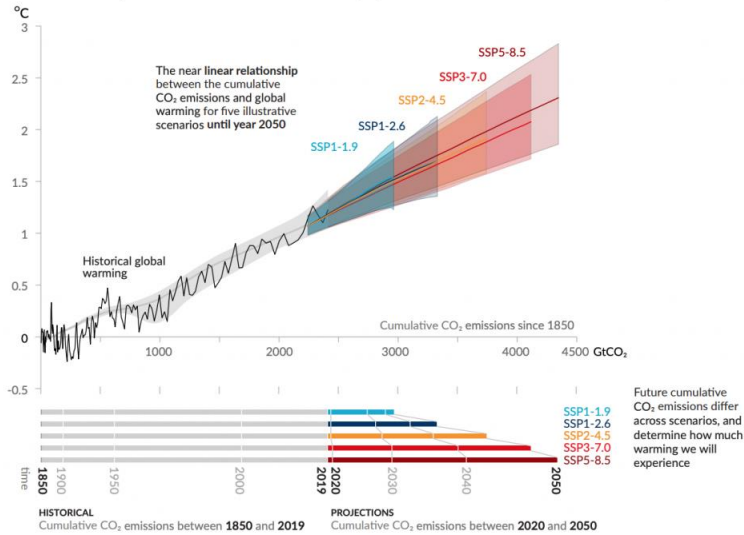 °C
3
2.5
2
1.5
1
0.5
0
-0.5
The near linear relationship
between the cumulative
CO₂ emissions and global
warming for five illustrative
scenarios until year 2050
SSP5-8.5
SSP3-7.0
SSP2-4.5
SSP1-2.6
SSP1-1.9
Historical global
warming
Cumulative CO₂ emissions since 1850
1000
2000
3000
4000
4500 GtCO₂
SSP1-1.9
SSP1-2.6
SSP2-4.5
SSP3-7.0
SSP5-8.5
Future cumulative
CO₂ emissions differ
across scenarios, and
determine how much
warming we will
experience
time
1850
1900
1950
2000
2019
2020
2030
2040
2050
HISTORICAL
Cumulative CO₂ emissions between 1850 and 2019
PROJECTIONS
Cumulative CO₂ emissions between 2020 and 2050